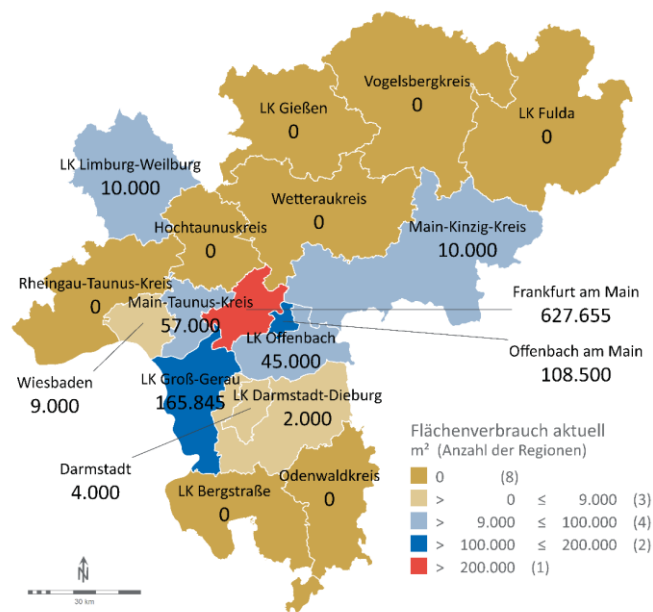 Vogelsbergkreis
0
LK Gießen
0
LK Fulda
0
LK Limburg-Weilburg
10.000
Wetteraukreis
0
Hochtaunuskreis
0
Main-Kinzig-Kreis
10.000
Rheingau-Taunus-Kreis
0
Main-Taunus-Kreis
57.000
Frankfurt am Main
627.655
LK Offenbach
45.000
Offenbach am Main
108.500
Wiesbaden
9.000
LK Groß-Gerau
165.845
LK Darmstadt-Dieburg
2.000
Darmstadt
4.000
LK Bergstraße
0
Odenwaldkreis
0
Flächenverbrauch aktuell
m² (Anzahl der Regionen)
0 (8)
> 0 ≤ 9.000 (3)
> 9.000 ≤ 100.000 (4)
> 100.000 ≤ 200.000 (2)
> 200.000 (1)
N
30 km